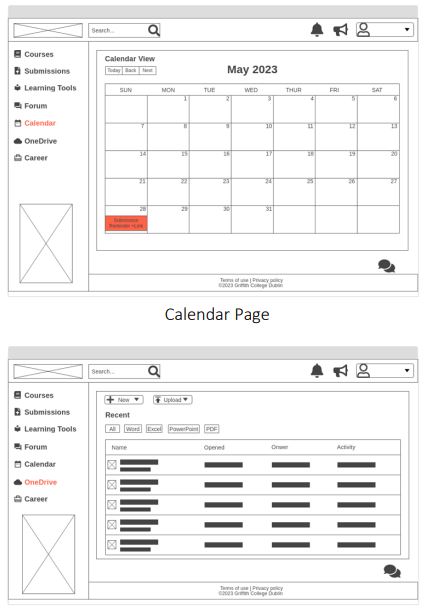 Search...
Courses
Submissions
Learning Tools
Forum
Calendar
OneDrive
Career
Calendar View
Today Back Next
May 2023
SUN MON TUE WED THUR FRI SAT
1 2 3 4 5 6
7 8 9 10 11 12 13
14 15 16 17 18 19 20
21 22 23 24 25 26 27
28 29 30 31
Submission
Reminder +Link
Terms of use | Privacy policy
©2023 Griffith College Dublin
Calendar Page
Search...
Courses
Submissions
Learning Tools
Forum
Calendar
OneDrive
Career
New Upload
Recent
All Word Excel PowerPoint PDF
Name Opened Onwer Activity
Terms of use | Privacy policy
©2023 Griffith College Dublin